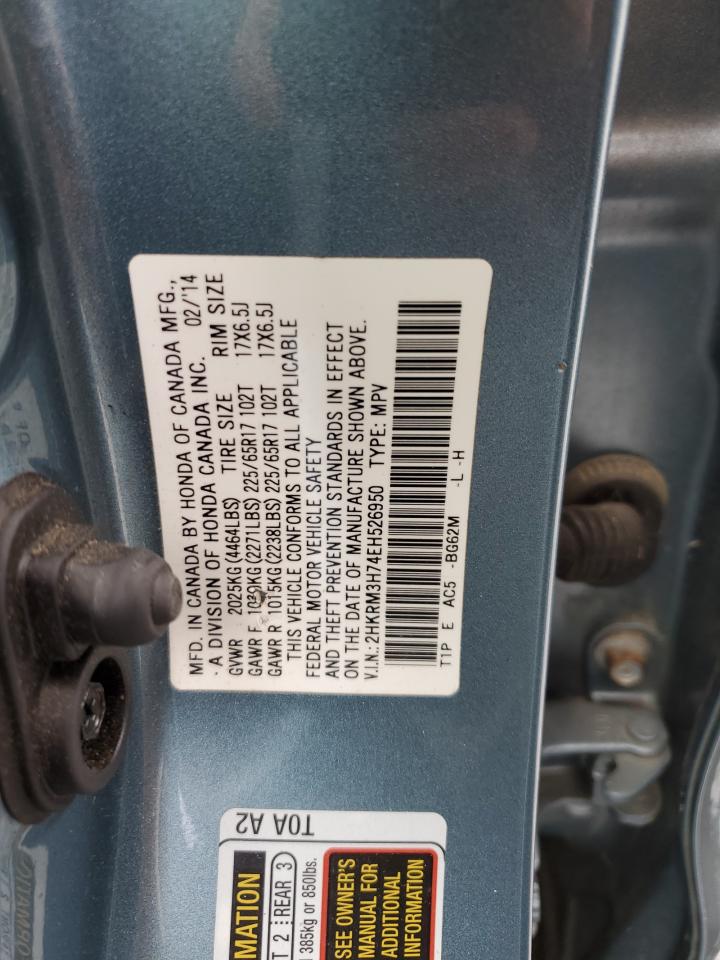 MFD. IN CANADA BY HONDA OF CANADA MFG.,
- A DIVISION OF HONDA CANADA INC. 02/'14
GVWR 2025KG (4464LBS) TIRE SIZE RIM SIZE
GAWR F 1030KG (2271LBS) 225/65R17 102T 17X6.5J
GAWR R 1015KG (2238LBS) 225/65R17 102T 17X6.5J
THIS VEHICLE CONFORMS TO ALL APPLICABLE
FEDERAL MOTOR VEHICLE SAFETY
AND THEFT PREVENTION STANDARDS IN EFFECT
ON THE DATE OF MANUFACTURE SHOWN ABOVE.
V.I.N.: 2HKRM3H74EH526950 TYPE: MPV
T1P E AC5 -BG62M -L -H
T0A A2
MATION
T 2 REAR 3
385kg or 850lbs.
SEE OWNER'S
MANUAL FOR
ADDITIONAL
INFORMATION